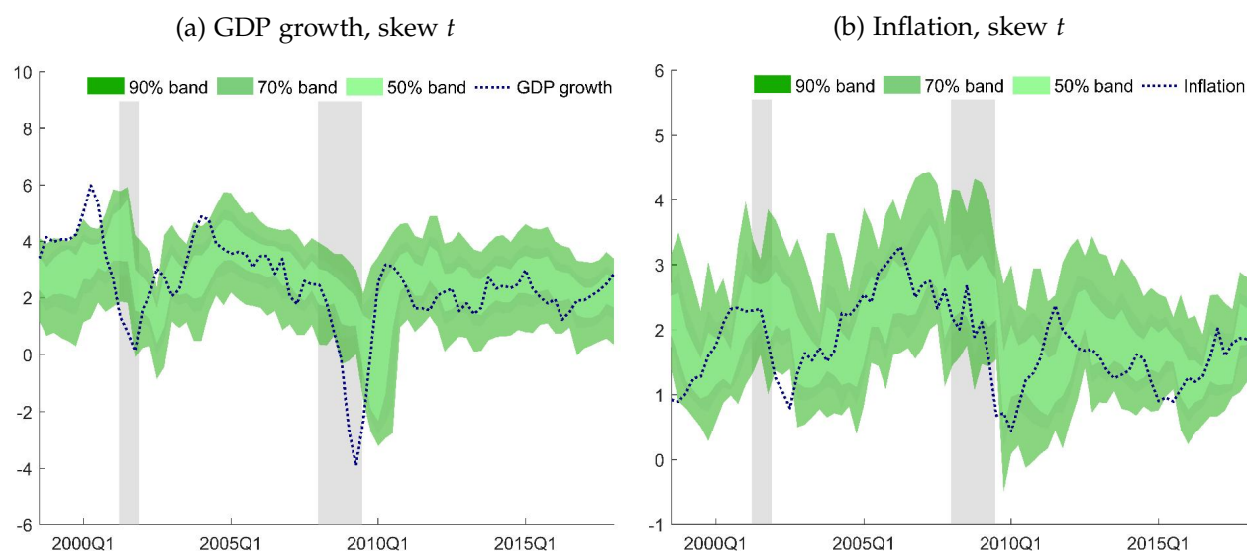 (a) GDP growth, skew t
10
8
6
4
2
0
-2
-4
-6
90% band 70% band 50% band GDP growth
2000Q1 2005Q1 2010Q1 2015Q1
(b) Inflation, skew t
6
5
4
3
2
1
0
-1
90% band 70% band 50% band Inflation
2000Q1 2005Q1 2010Q1 2015Q1